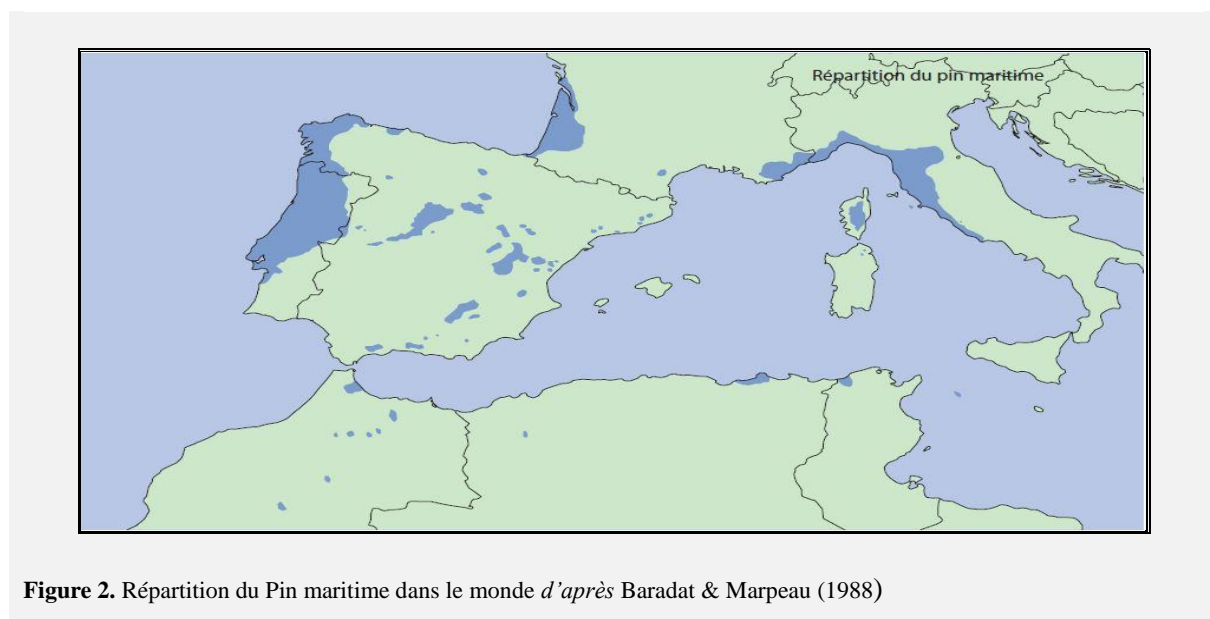 Répartition du pin maritime
Figure 2. Répartition du Pin maritime dans le monde d’après Baradat & Marpeau (1988)